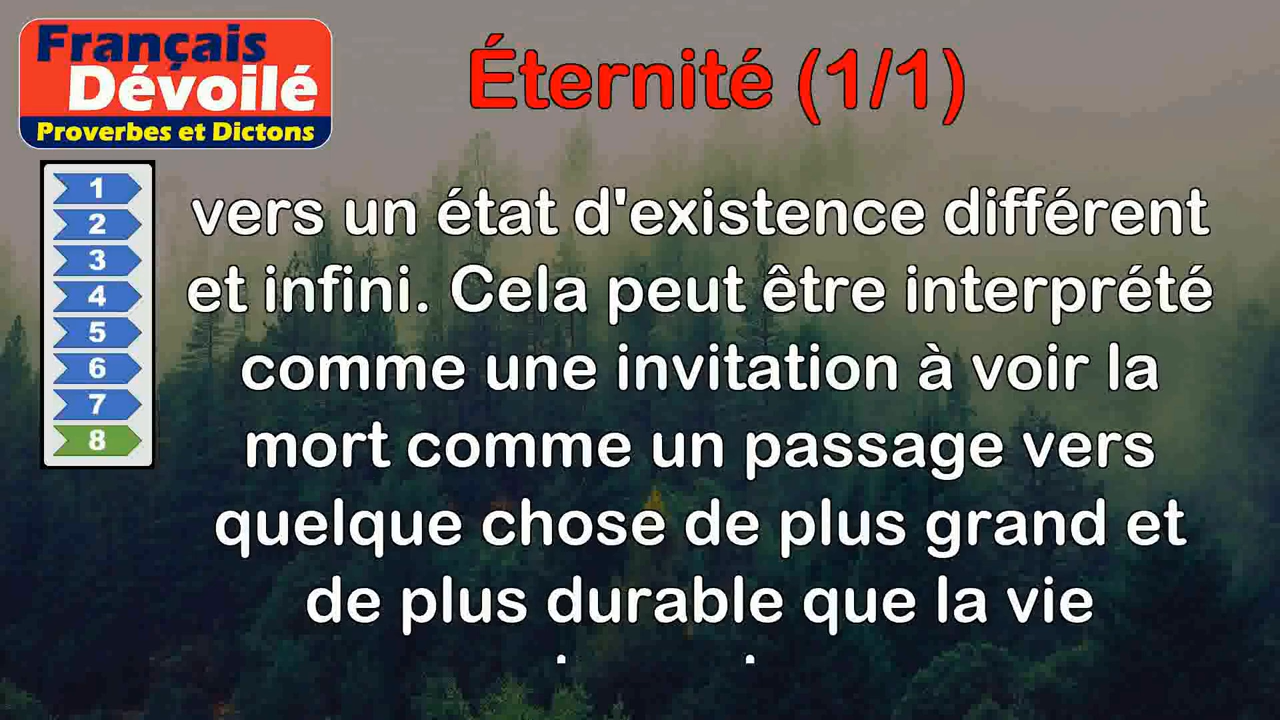 Français
Dévoilé
Proverbes et Dictons
Éternité (1/1)
1
2
3
4
5
6
7
8
vers un état d'existence différent
et infini. Cela peut être interprété
comme une invitation à voir la
mort comme un passage vers
quelque chose de plus grand et
de plus durable que la vie